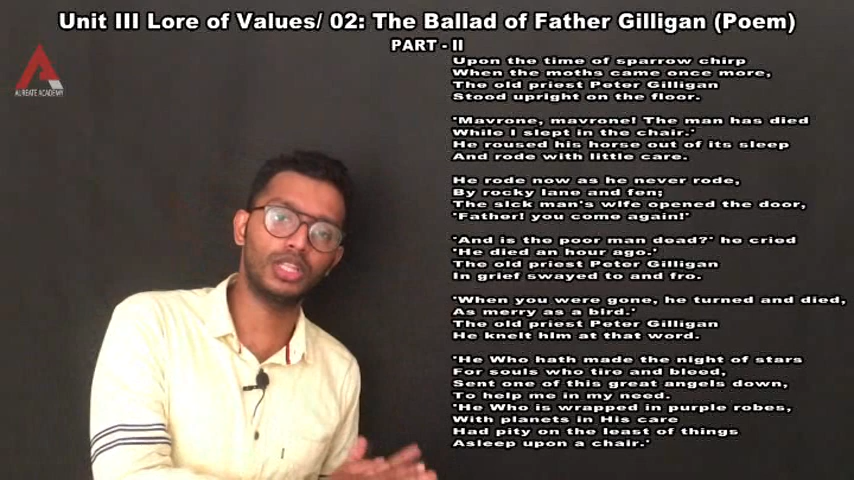 Unit III Lore of Values/ 02: The Ballad of Father Gilligan (Poem)
PART - II
AUREATE ACADEMY
Upon the time of sparrow chirp
When the moths came once more,
The old priest Peter Gilligan
Stood upright on the floor.
'Mavrone, mavrone! The man has died
While I slept in the chair.'
He roused his horse out of its sleep
And rode with little care.
He rode now as he never rode,
By rocky lane and fen;
The sick man's wife opened the door,
'Father! you come again!'
'And is the poor man dead?' he cried
'He died an hour ago.'
The old priest Peter Gilligan
In grief swayed to and fro.
'When you were gone, he turned and died,
As merry as a bird.'
The old priest Peter Gilligan
He knelt him at that word.
'He Who hath made the night of stars
For souls who tire and bleed,
Sent one of this great angels down,
To help me in my need.
'He Who is wrapped in purple robes,
With planets in His care
Had pity on the least of things
Asleep upon a chair.'